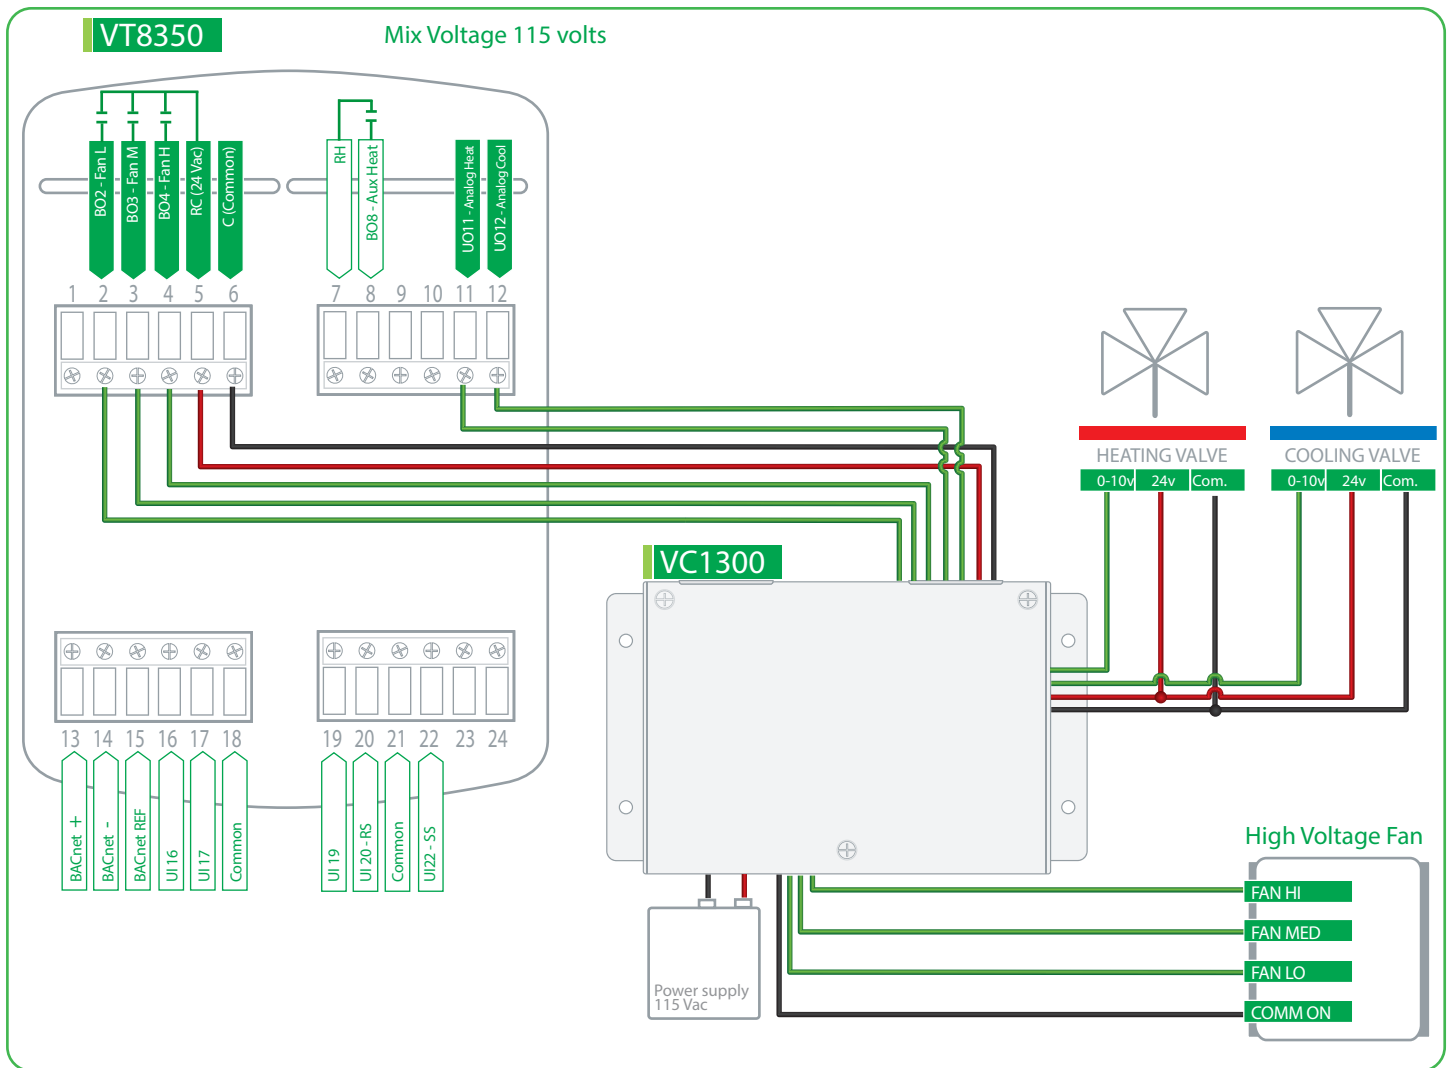 VT8350
Mix Voltage 115 volts
BO2 - Fan L
BO3 - Fan M
BO4 - Fan H
RC (24 Vac)
C (Common)
RH
BO8 - Aux Heat
UO11 - Analog Heat
UO12 - Analog Cool
1 2 3 4 5 6
7 8 9 10 11 12
HEATING VALVE
0-10v 24v Com.
COOLING VALVE
0-10v 24v Com.
VC1300
13 14 15 16 17 18
19 20 21 22 23 24
BACnet +
BACnet -
BACnet REF
UI 16
UI 17
Common
UI 19
UI 20 - RS
Common
UI22 - SS
Power supply
115 Vac
High Voltage Fan
FAN HI
FAN MED
FAN LO
COMM ON